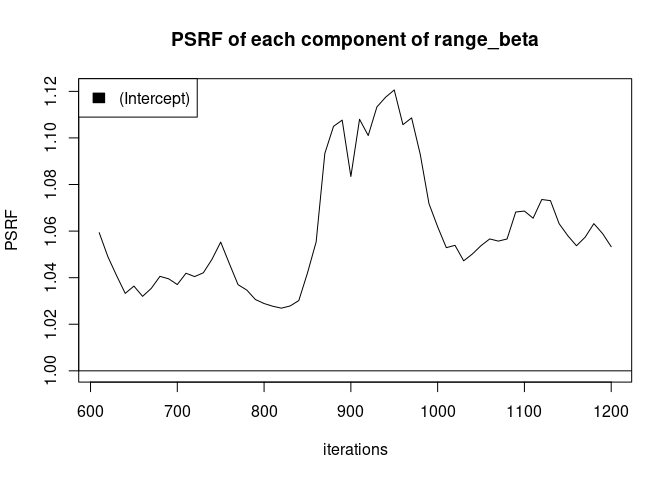 PSRF of each component of range_beta
(Intercept)
PSRF
1.12
1.10
1.08
1.06
1.04
1.02
1.00
600 700 800 900 1000 1100 1200
iterations